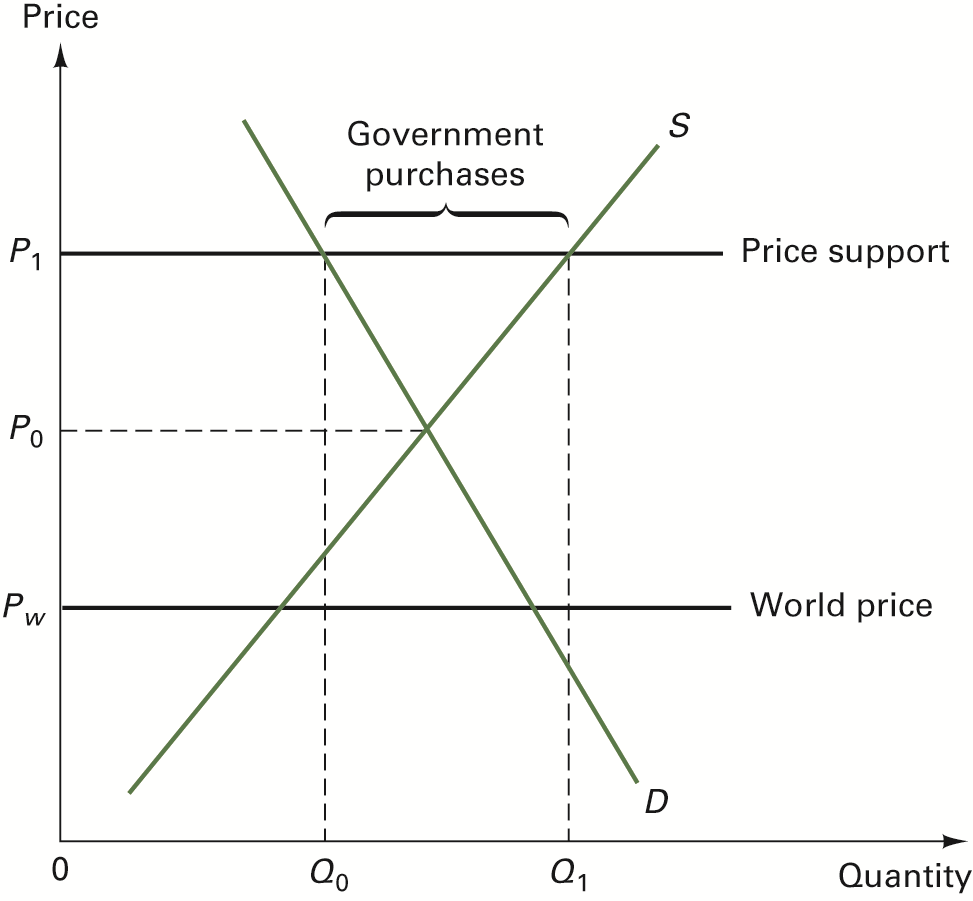 Price
Government
purchases
S
P1
Price support
P0
Pw
World price
D
0
Q0
Q1
Quantity